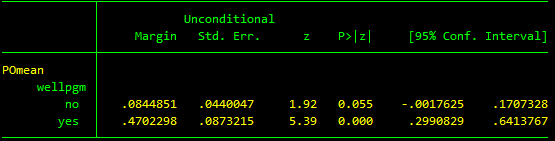 Unconditional
Margin Std. Err. z P>|z| [95% Conf. Interval]
POmean
wellpgm
no .0844851 .0440047 1.92 0.055 -.0017625 .1707328
yes .4702298 .0873215 5.39 0.000 .2990829 .6413767